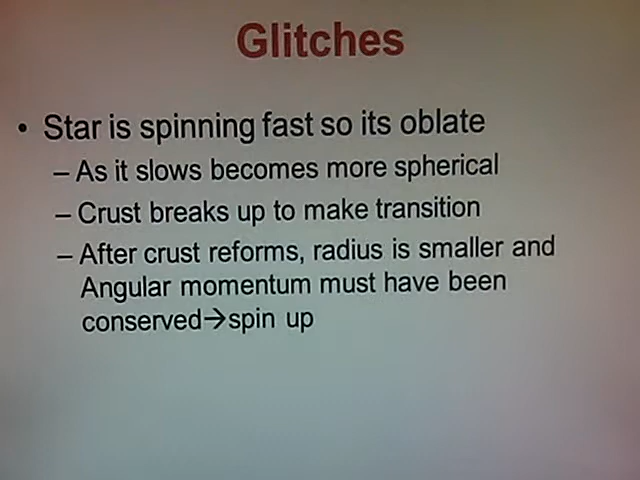 Glitches
• Star is spinning fast so its oblate
– As it slows becomes more spherical
– Crust breaks up to make transition
– After crust reforms, radius is smaller and
Angular momentum must have been
conserved→spin up